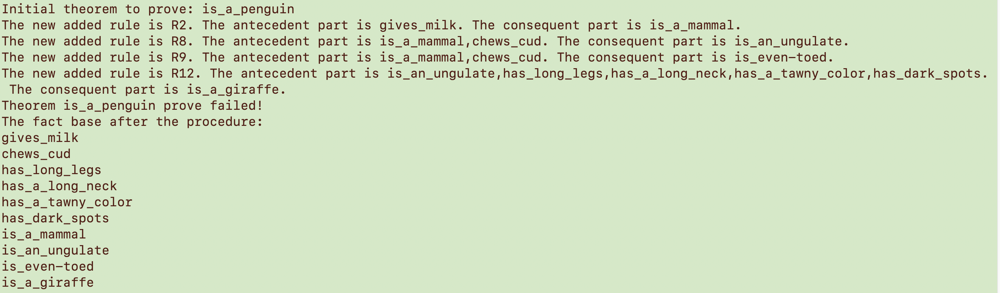 Initial theorem to prove: is_a_penguin
The new added rule is R2. The antecedent part is gives_milk. The consequent part is is_a_mammal.
The new added rule is R8. The antecedent part is is_a_mammal,chews_cud. The consequent part is is_an_ungulate.
The new added rule is R9. The antecedent part is is_a_mammal,chews_cud. The consequent part is is_even-toed.
The new added rule is R12. The antecedent part is is_an_ungulate,has_long_legs,has_a_long_neck,has_a_tawny_color,has_dark_spots.
 The consequent part is is_a_giraffe.
Theorem is_a_penguin prove failed!
The fact base after the procedure:
gives_milk
chews_cud
has_long_legs
has_a_long_neck
has_a_tawny_color
has_dark_spots
is_a_mammal
is_an_ungulate
is_even-toed
is_a_giraffe